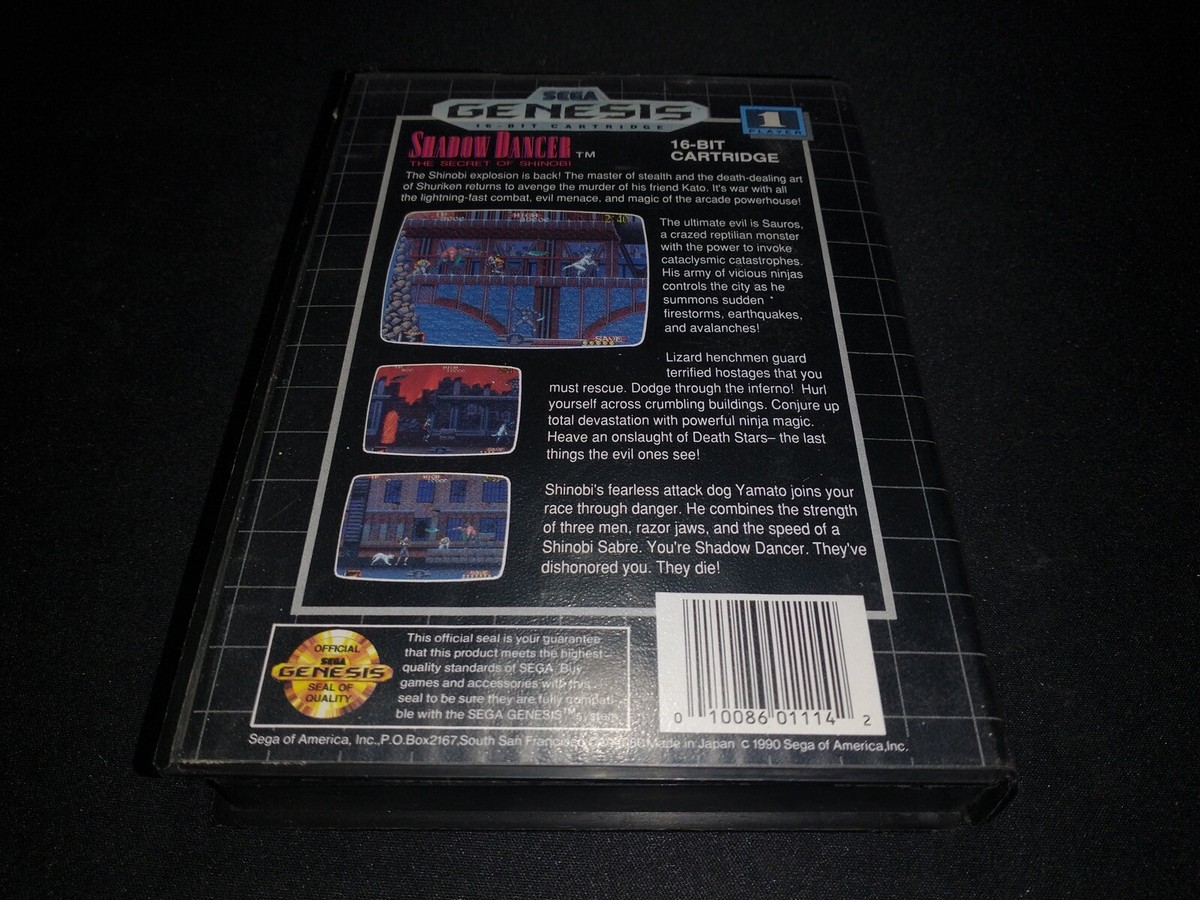 SEGA
GENESIS
16-BIT CARTRIDGE
1
PLAYER
SHADOW DANCER™
THE SECRET OF SHINOBI
16-BIT
CARTRIDGE
The Shinobi explosion is back! The master of stealth and the death-dealing art
of Shuriken returns to avenge the murder of his friend Kato. It's war with all
the lightning-fast combat, evil menace, and magic of the arcade powerhouse!
The ultimate evil is Sauros,
a crazed reptilian monster
with the power to invoke
cataclysmic catastrophes.
His army of vicious ninjas
controls the city as he
summons sudden
firestorms, earthquakes,
and avalanches!
Lizard henchmen guard
terrified hostages that you
must rescue. Dodge through the inferno! Hurl
yourself across crumbling buildings. Conjure up
total devastation with powerful ninja magic.
Heave an onslaught of Death Stars– the last
things the evil ones see!
Shinobi's fearless attack dog Yamato joins your
race through danger. He combines the strength
of three men, razor jaws, and the speed of a
Shinobi Sabre. You're Shadow Dancer. They've
dishonored you. They die!
OFFICIAL
SEGA
GENESIS
SEAL OF
QUALITY
This official seal is your guarantee
that this product meets the highest
quality standards of SEGA. Buy
games and accessories with this
seal to be sure they are fully compati-
ble with the SEGA GENESIS™ system.
0 10086 01114 2
Sega of America, Inc.,P.O.Box2167,South San Francisco Made in Japan c 1990 Sega of America,Inc.